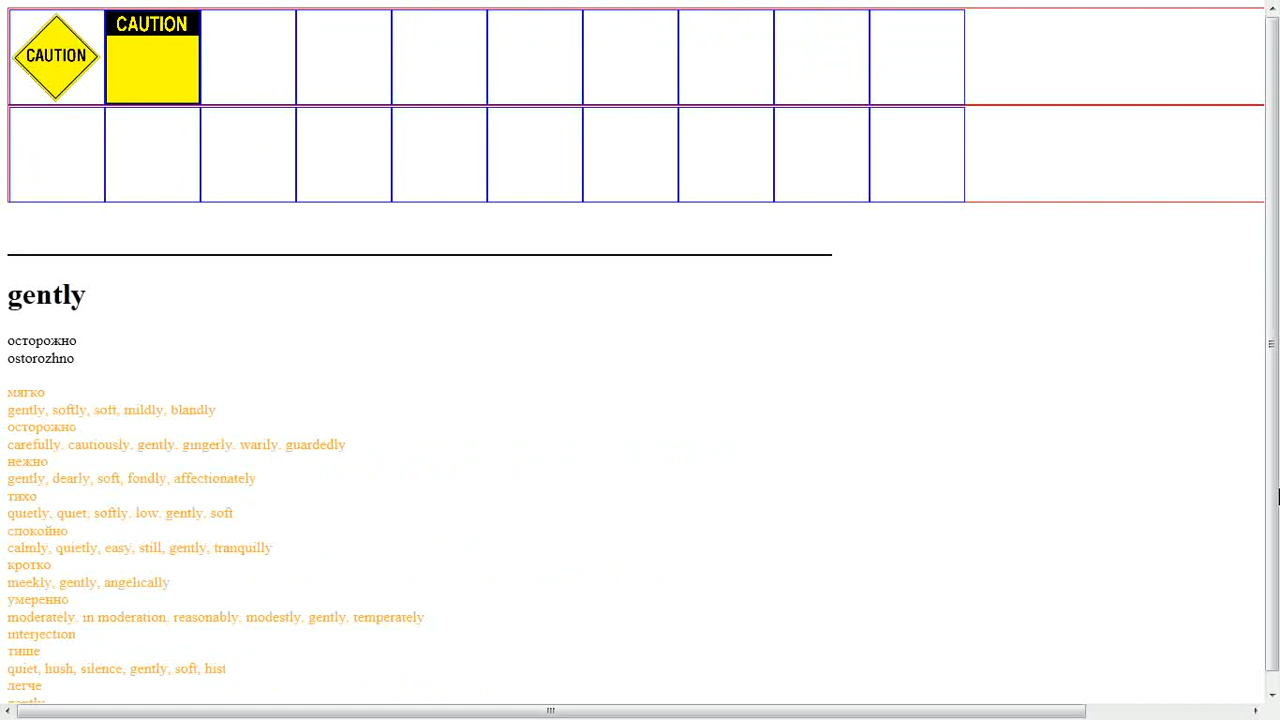 CAUTION
CAUTION
gently
осторожно
ostorozhno
мягко
gently, softly, soft, mildly, blandly
осторожно
carefully, cautiously, gently, gingerly, warily, guardedly
нежно
gently, dearly, soft, fondly, affectionately
тихо
quietly, quiet, softly, low, gently, soft
спокойно
calmly, quietly, easy, still, gently, tranquilly
кротко
meekly, gently, angelically
умеренно
moderately, in moderation, reasonably, modestly, gently, temperately
interjection
тише
quiet, hush, silence, gently, soft, hist
легче
gently